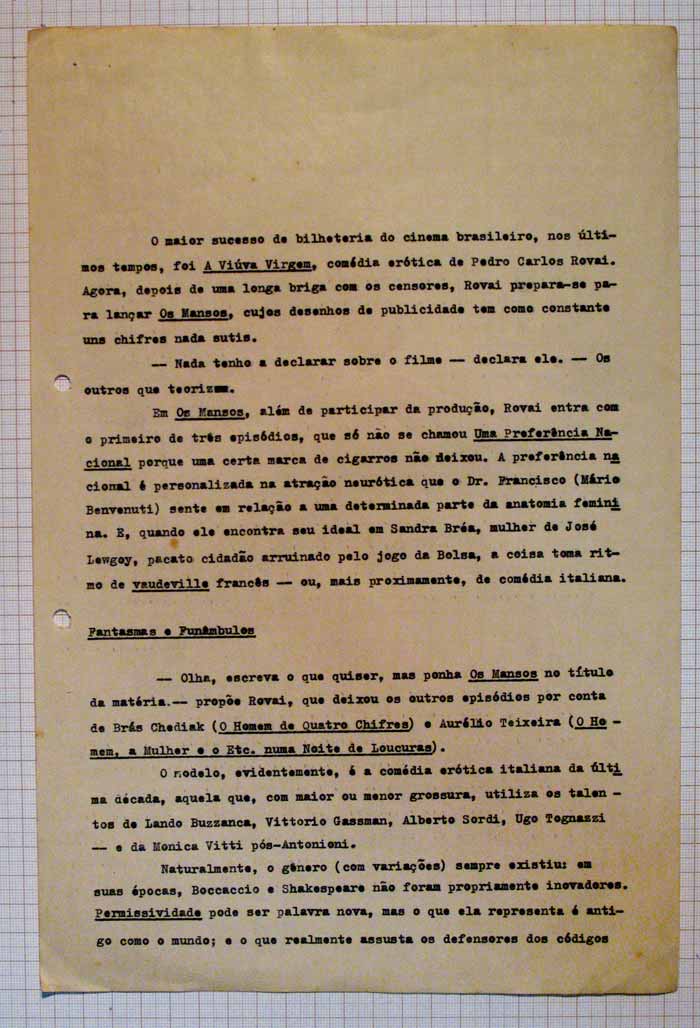 O maior sucesso de bilheteria do cinema brasileiro, nos últi-
mos tempos, foi A Viúva Virgem, comédia erótica de Pedro Carlos Rovai.
Agora, depois de uma longa briga com os censores, Rovai prepara-se pa-
ra lançar Os Mansos, cujos desenhos de publicidade tem como constante
uns chifres nada sutis.
— Nada tenho a declarar sobre o filme — declara ele. — Os
outros que teorizem.
Em Os Mansos, além de participar da produção, Rovai entra com
o primeiro de três episódios, que só não se chamou Uma Preferência Na-
cional porque uma certa marca de cigarros não deixou. A preferência na
cional é personalizada na atração neurótica que o Dr. Francisco (Mário
Benvenuti) sente em relação a uma determinada parte da anatomia femini
na. E, quando ele encontra seu ideal em Sandra Bréa, mulher de José
Lewgoy, pacato cidadão arruinado pelo jogo da Bolsa, a coisa toma rit-
mo de vaudeville francês — ou, mais proximamente, de comédia italiana.
Fantasmas e Funâmbulos
— Olha, escreva o que quiser, mas ponha Os Mansos no título
da matéria.— propõe Rovai, que deixou os outros episódios por conta
de Brás Chediak (O Homem de Quatro Chifres) e Aurélio Teixeira (O Ho -
mem, a Mulher e o Etc. numa Noite de Loucuras).
O modelo, evidentemente, é a comédia erótica italiana da últi
ma década, aquela que, com maior ou menor grossura, utiliza os talen -
tos de Lando Buzzanca, Vittorio Gassman, Alberto Sordi, Ugo Tognazzi
— e da Monica Vitti pós-Antonioni.
Naturalmente, o gênero (com variações) sempre existiu: em
suas épocas, Boccaccio e Shakespeare não foram propriamente inovadores.
Permissividade pode ser palavra nova, mas o que ela representa é anti-
go como o mundo; e o que realmente assusta os defensores dos códigos